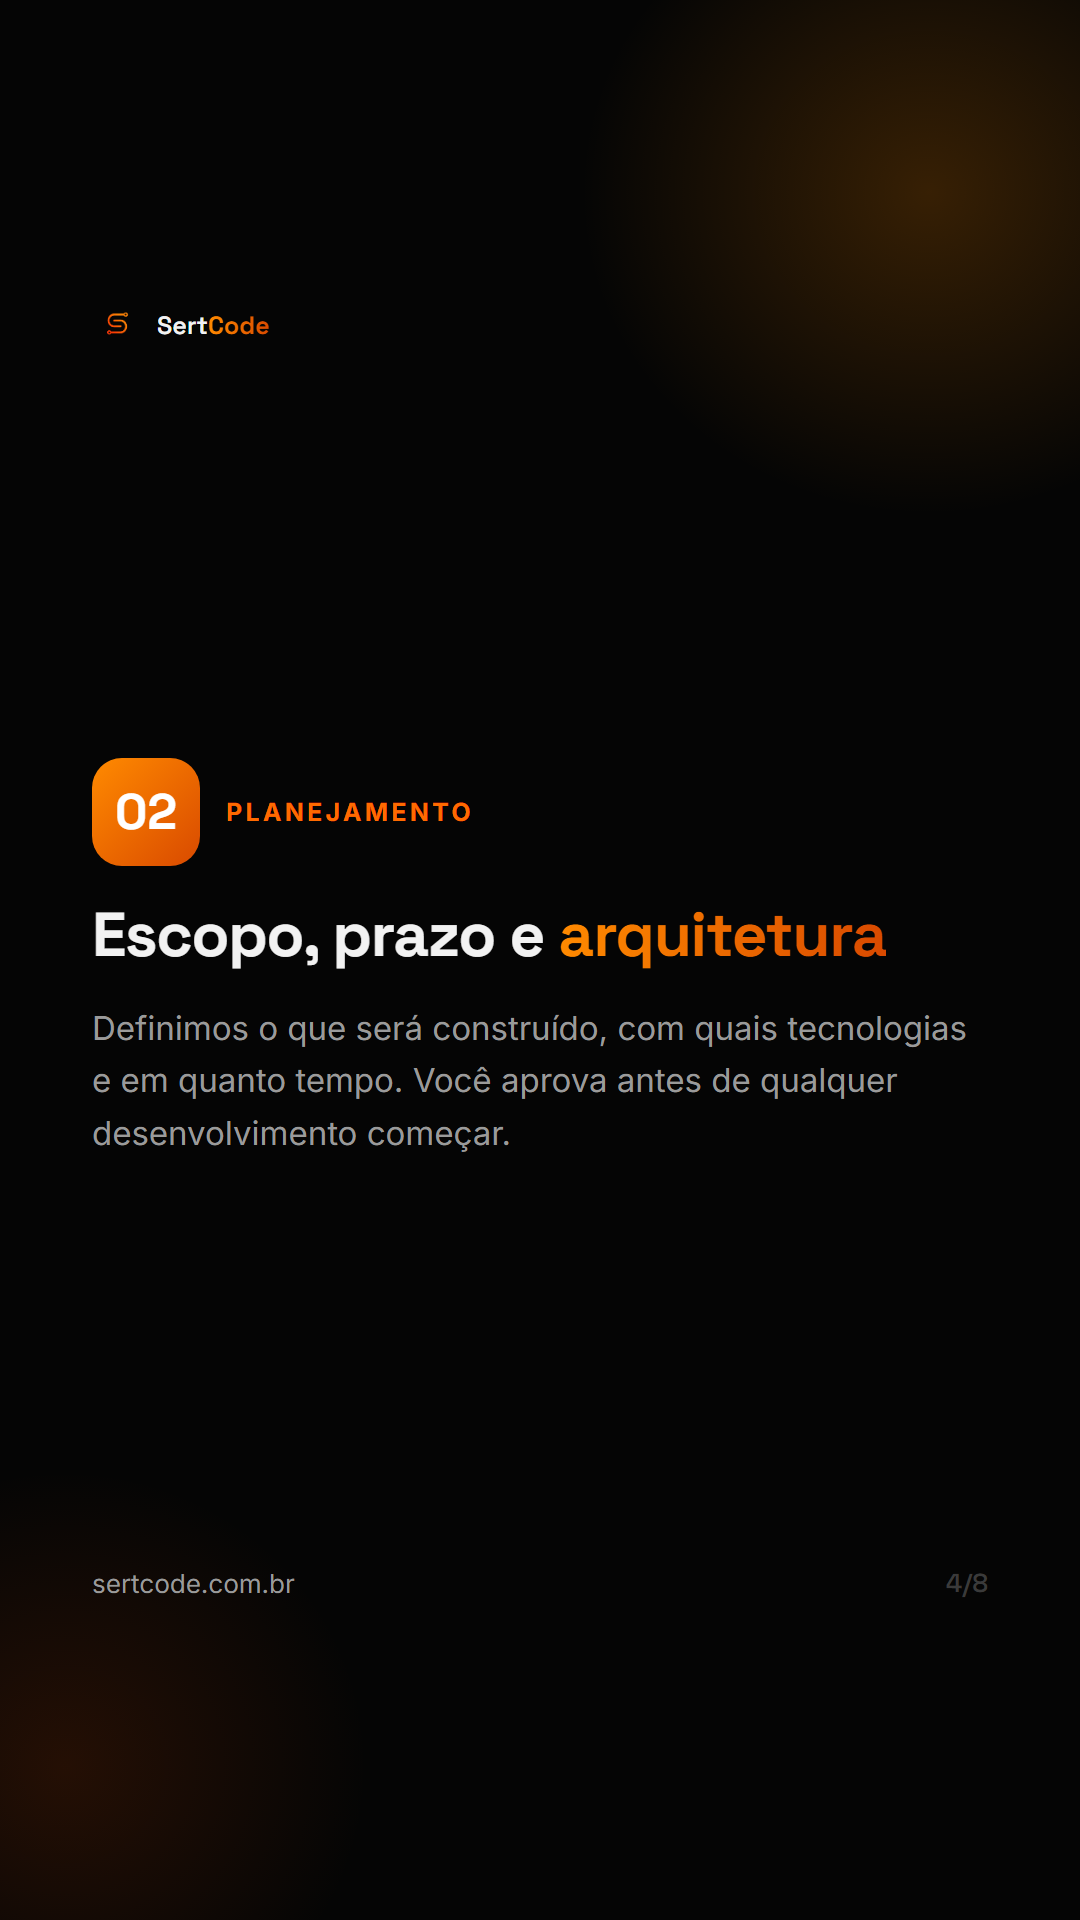 SertCode
02
PLANEJAMENTO
Escopo, prazo e arquitetura
Definimos o que será construído, com quais tecnologias
e em quanto tempo. Você aprova antes de qualquer
desenvolvimento começar.
sertcode.com.br
4/8